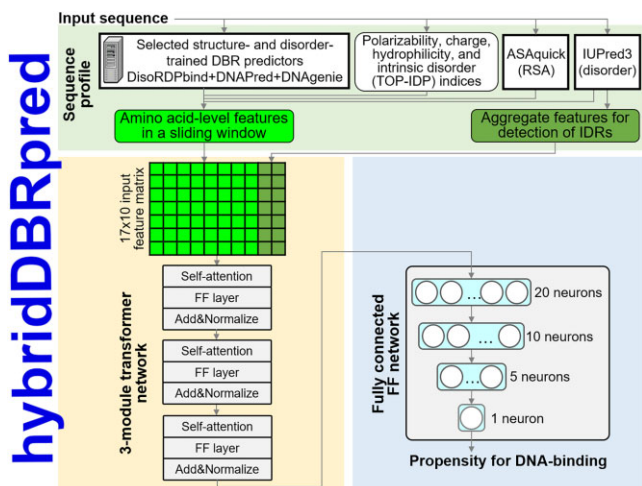 hybridDBRpred
Input sequence
Sequence
profile
Selected structure- and disorder-
trained DBR predictors
DisoRDPbind+DNAPred+DNAgenie
Polarizability, charge,
hydrophilicity, and
intrinsic disorder
(TOP-IDP) indices
ASAquick
(RSA)
IUPred3
(disorder)
Amino acid-level features
in a sliding window
Aggregate features for
detection of IDRs
17x10 input
feature matrix
3-module transformer
network
Self-attention
FF layer
Add&Normalize
Self-attention
FF layer
Add&Normalize
Self-attention
FF layer
Add&Normalize
Fully connected
FF network
... 20 neurons
... 10 neurons
... 5 neurons
1 neuron
Propensity for DNA-binding